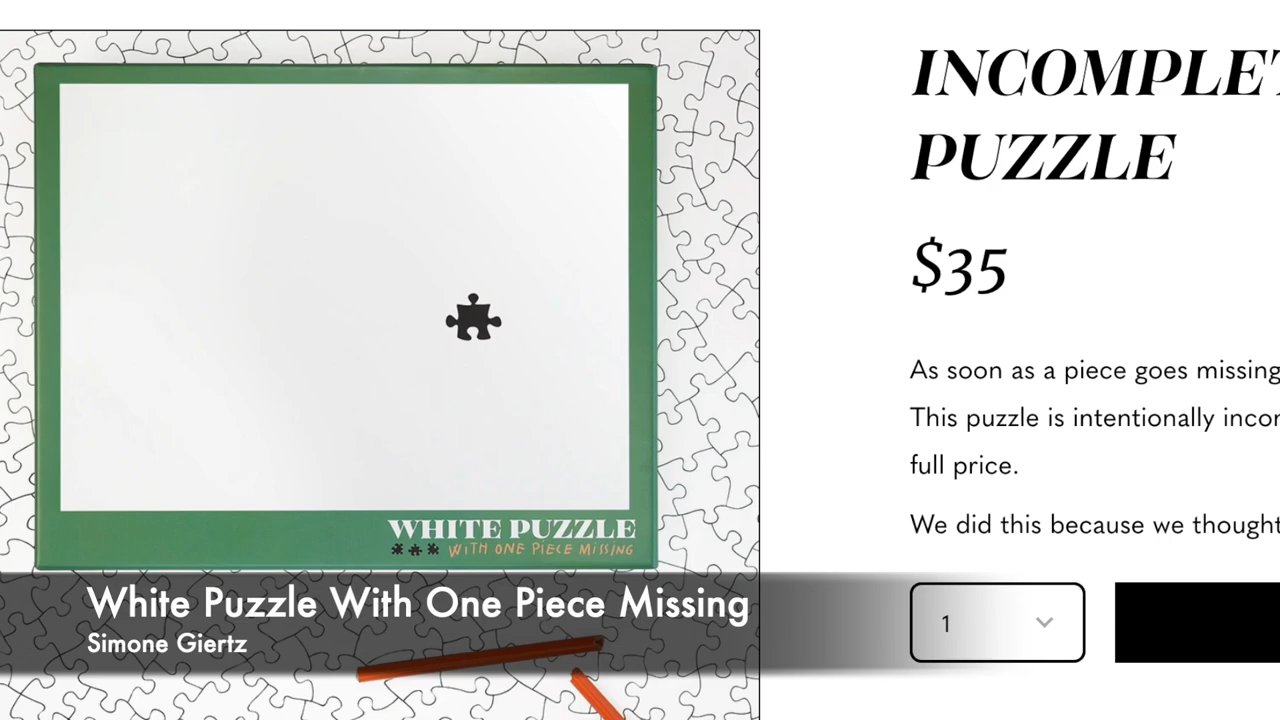 INCOMPLET
PUZZLE
$35
As soon as a piece goes missing
This puzzle is intentionally incor
full price.
We did this because we thought
1
WHITE PUZZLE
WITH ONE PIECE MISSING
White Puzzle With One Piece Missing
Simone Giertz